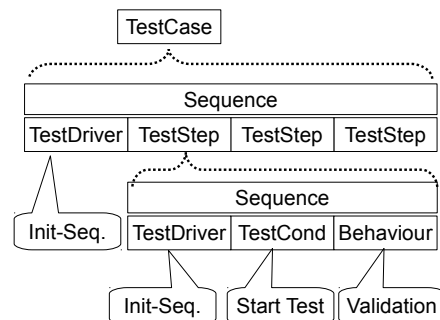 TestCase
Sequence
TestDriver TestStep TestStep TestStep
Sequence
Init-Seq. TestDriver TestCond Behaviour
Init-Seq. Start Test Validation